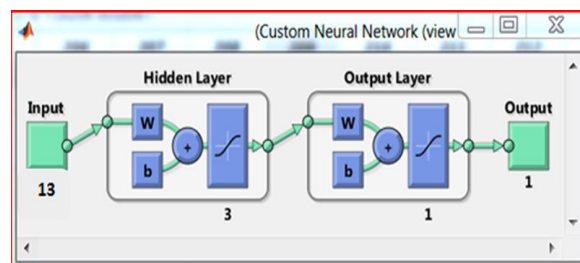 (Custom Neural Network (view
Hidden Layer
Output Layer
Input
Output
W
W
+
+
b
b
13
3
1
1